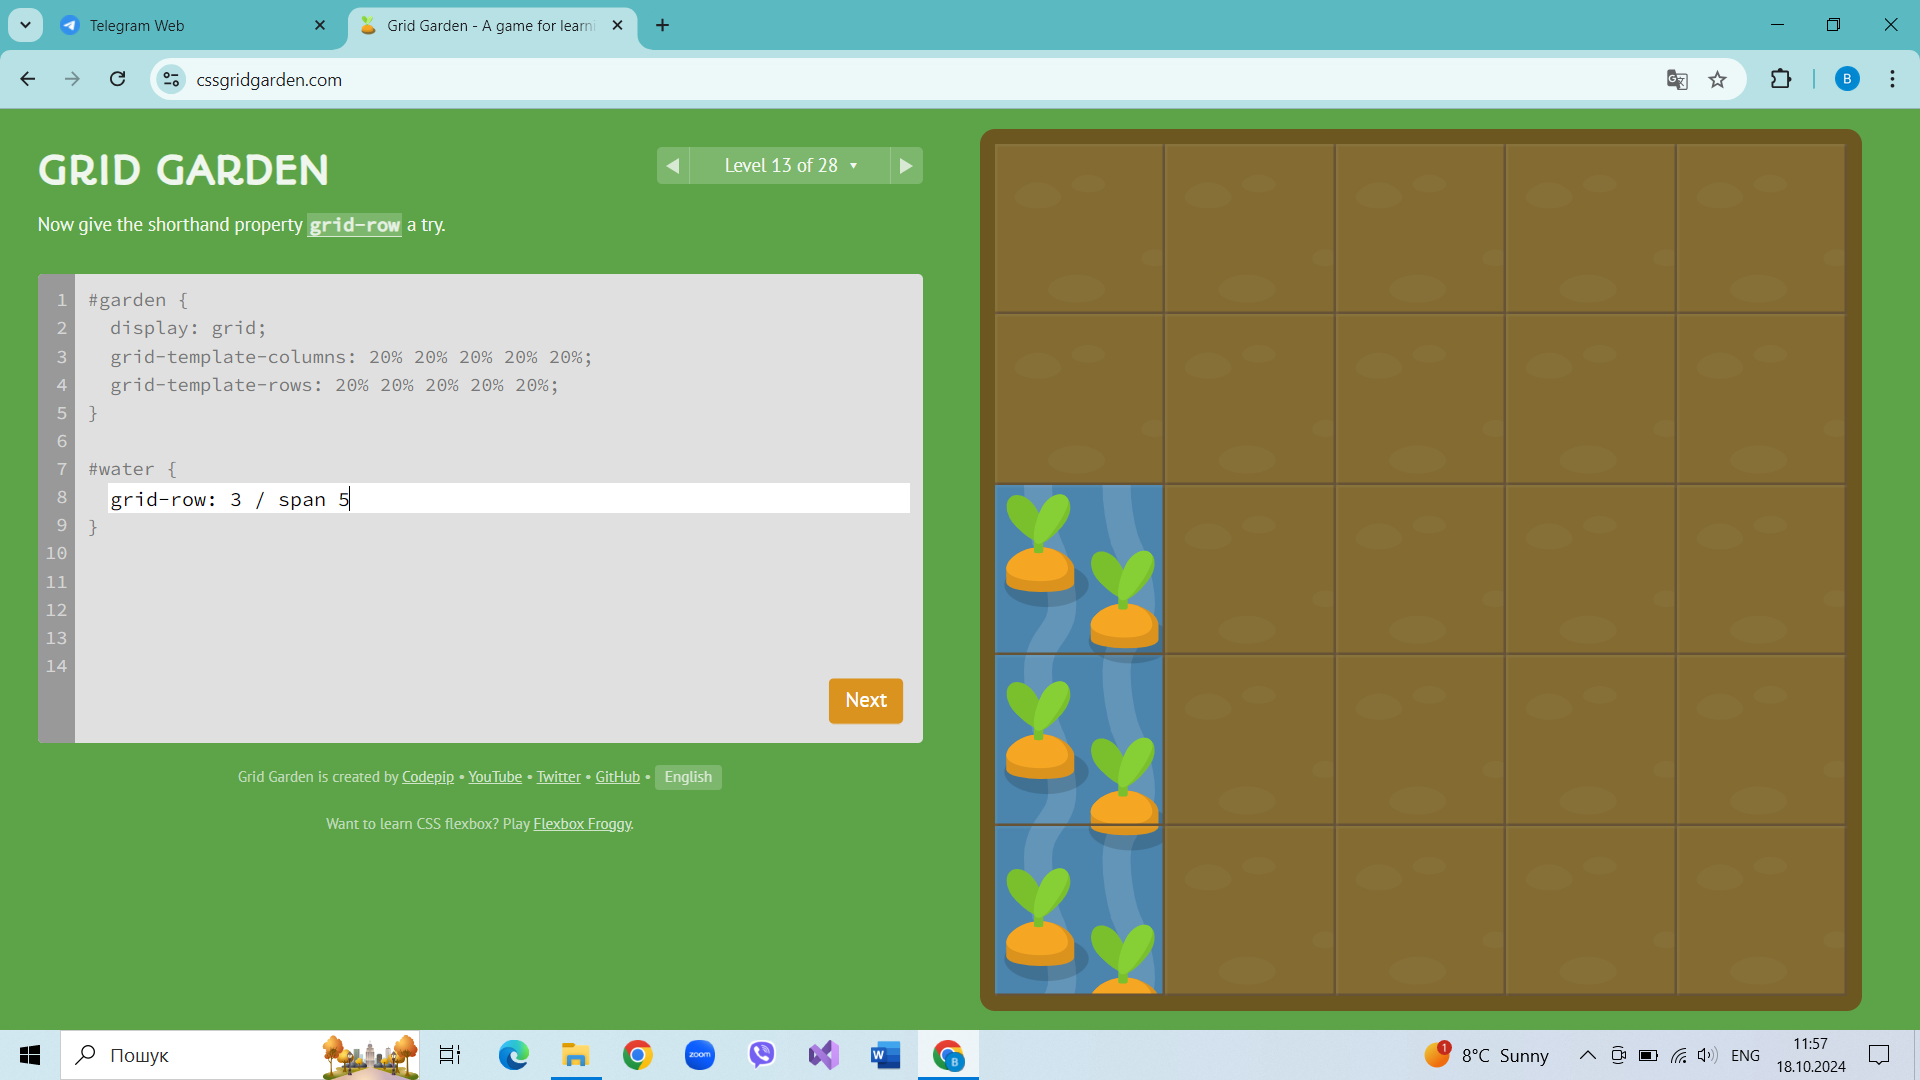 Telegram Web
Grid Garden - A game for learni
cssgridgarden.com
B
GRID GARDEN
Level 13 of 28
Now give the shorthand property grid-row a try.
1 #garden {
2 display: grid;
3 grid-template-columns: 20% 20% 20% 20% 20%;
4 grid-template-rows: 20% 20% 20% 20% 20%;
5 }
6
7 #water {
8 grid-row: 3 / span 5
9 }
10
11
12
13
14
Next
Grid Garden is created by Codepip • YouTube • Twitter • GitHub • English
Want to learn CSS flexbox? Play Flexbox Froggy.
Пошук
zoom
W
B
1
8°C Sunny
ENG
11:57
18.10.2024